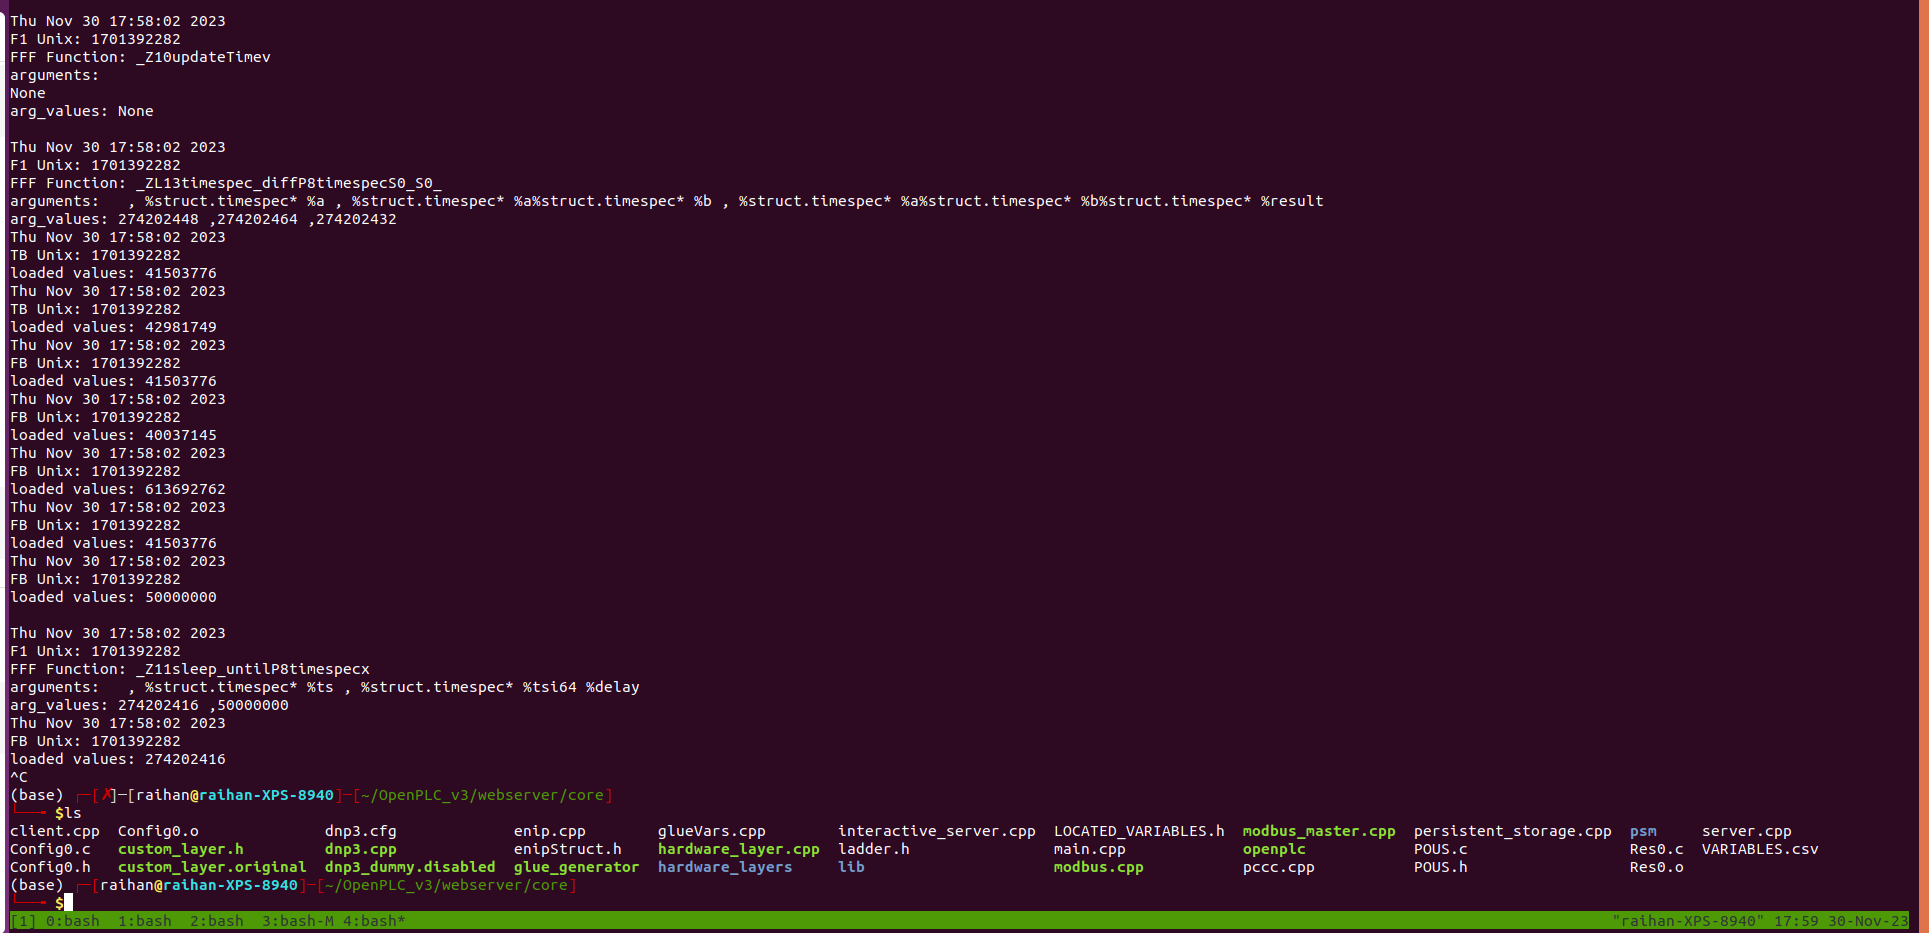 Thu Nov 30 17:58:02 2023
F1 Unix: 1701392282
FFF Function: _Z10updateTimev
arguments:
None
arg_values: None
Thu Nov 30 17:58:02 2023
F1 Unix: 1701392282
FFF Function: _ZL13timespec_diffP8timespecS0_S0_
arguments:   , %struct.timespec* %a , %struct.timespec* %a%struct.timespec* %b , %struct.timespec* %a%struct.timespec* %b%struct.timespec* %result
arg_values: 274202448 ,274202464 ,274202432
Thu Nov 30 17:58:02 2023
TB Unix: 1701392282
loaded values: 41503776
Thu Nov 30 17:58:02 2023
TB Unix: 1701392282
loaded values: 42981749
Thu Nov 30 17:58:02 2023
FB Unix: 1701392282
loaded values: 41503776
Thu Nov 30 17:58:02 2023
FB Unix: 1701392282
loaded values: 40037145
Thu Nov 30 17:58:02 2023
FB Unix: 1701392282
loaded values: 613692762
Thu Nov 30 17:58:02 2023
FB Unix: 1701392282
loaded values: 41503776
Thu Nov 30 17:58:02 2023
FB Unix: 1701392282
loaded values: 50000000
Thu Nov 30 17:58:02 2023
F1 Unix: 1701392282
FFF Function: _Z11sleep_untilP8timespecx
arguments:   , %struct.timespec* %ts , %struct.timespec* %tsi64 %delay
arg_values: 274202416 ,50000000
Thu Nov 30 17:58:02 2023
FB Unix: 1701392282
loaded values: 274202416
^C
(base) ┌─[✗]─[raihan@raihan-XPS-8940]─[~/OpenPLC_v3/webserver/core]
└──╼ $ls
client.cpp  Config0.o              dnp3.cfg             enip.cpp        glueVars.cpp        interactive_server.cpp  LOCATED_VARIABLES.h  modbus_master.cpp  persistent_storage.cpp  psm     server.cpp
Config0.c   custom_layer.h         dnp3.cpp             enipStruct.h    hardware_layer.cpp  ladder.h                main.cpp             openplc            POUS.c                  Res0.c  VARIABLES.csv
Config0.h   custom_layer.original  dnp3_dummy.disabled  glue_generator  hardware_layers     lib                     modbus.cpp           pccc.cpp           POUS.h                  Res0.o
(base) ┌─[raihan@raihan-XPS-8940]─[~/OpenPLC_v3/webserver/core]
└──╼ $
[1] 0:bash  1:bash  2:bash  3:bash-M 4:bash* "raihan-XPS-8940" 17:59 30-Nov-23